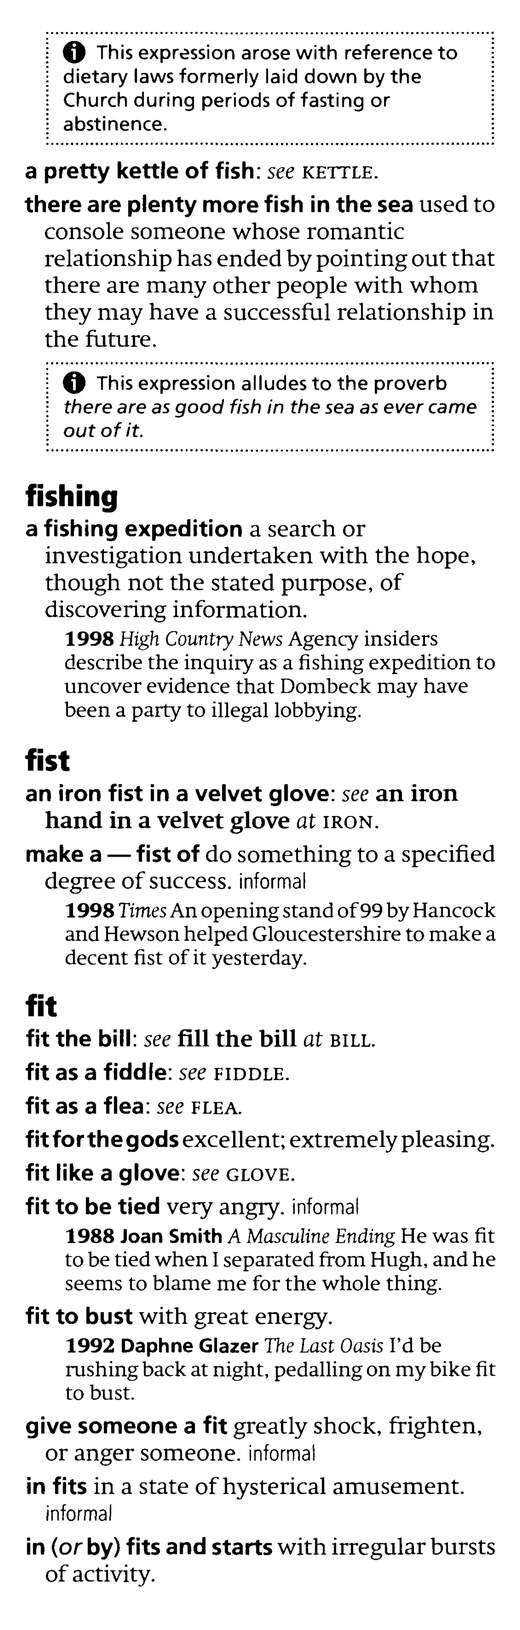 ℹ This expression arose with reference to
dietary laws formerly laid down by the
Church during periods of fasting or
abstinence.
a pretty kettle of fish: see KETTLE.
there are plenty more fish in the sea used to
console someone whose romantic
relationship has ended by pointing out that
there are many other people with whom
they may have a successful relationship in
the future.
ℹ This expression alludes to the proverb
there are as good fish in the sea as ever came
out of it.
fishing
a fishing expedition a search or
investigation undertaken with the hope,
though not the stated purpose, of
discovering information.
1998 High Country News Agency insiders
describe the inquiry as a fishing expedition to
uncover evidence that Dombeck may have
been a party to illegal lobbying.
fist
an iron fist in a velvet glove: see an iron
hand in a velvet glove at IRON.
make a — fist of do something to a specified
degree of success. informal
1998 Times An opening stand of 99 by Hancock
and Hewson helped Gloucestershire to make a
decent fist of it yesterday.
fit
fit the bill: see fill the bill at BILL.
fit as a fiddle: see FIDDLE.
fit as a flea: see FLEA.
fit for the gods excellent; extremely pleasing.
fit like a glove: see GLOVE.
fit to be tied very angry. informal
1988 Joan Smith A Masculine Ending He was fit
to be tied when I separated from Hugh, and he
seems to blame me for the whole thing.
fit to bust with great energy.
1992 Daphne Glazer The Last Oasis I'd be
rushing back at night, pedalling on my bike fit
to bust.
give someone a fit greatly shock, frighten,
or anger someone. informal
in fits in a state of hysterical amusement.
informal
in (or by) fits and starts with irregular bursts
of activity.